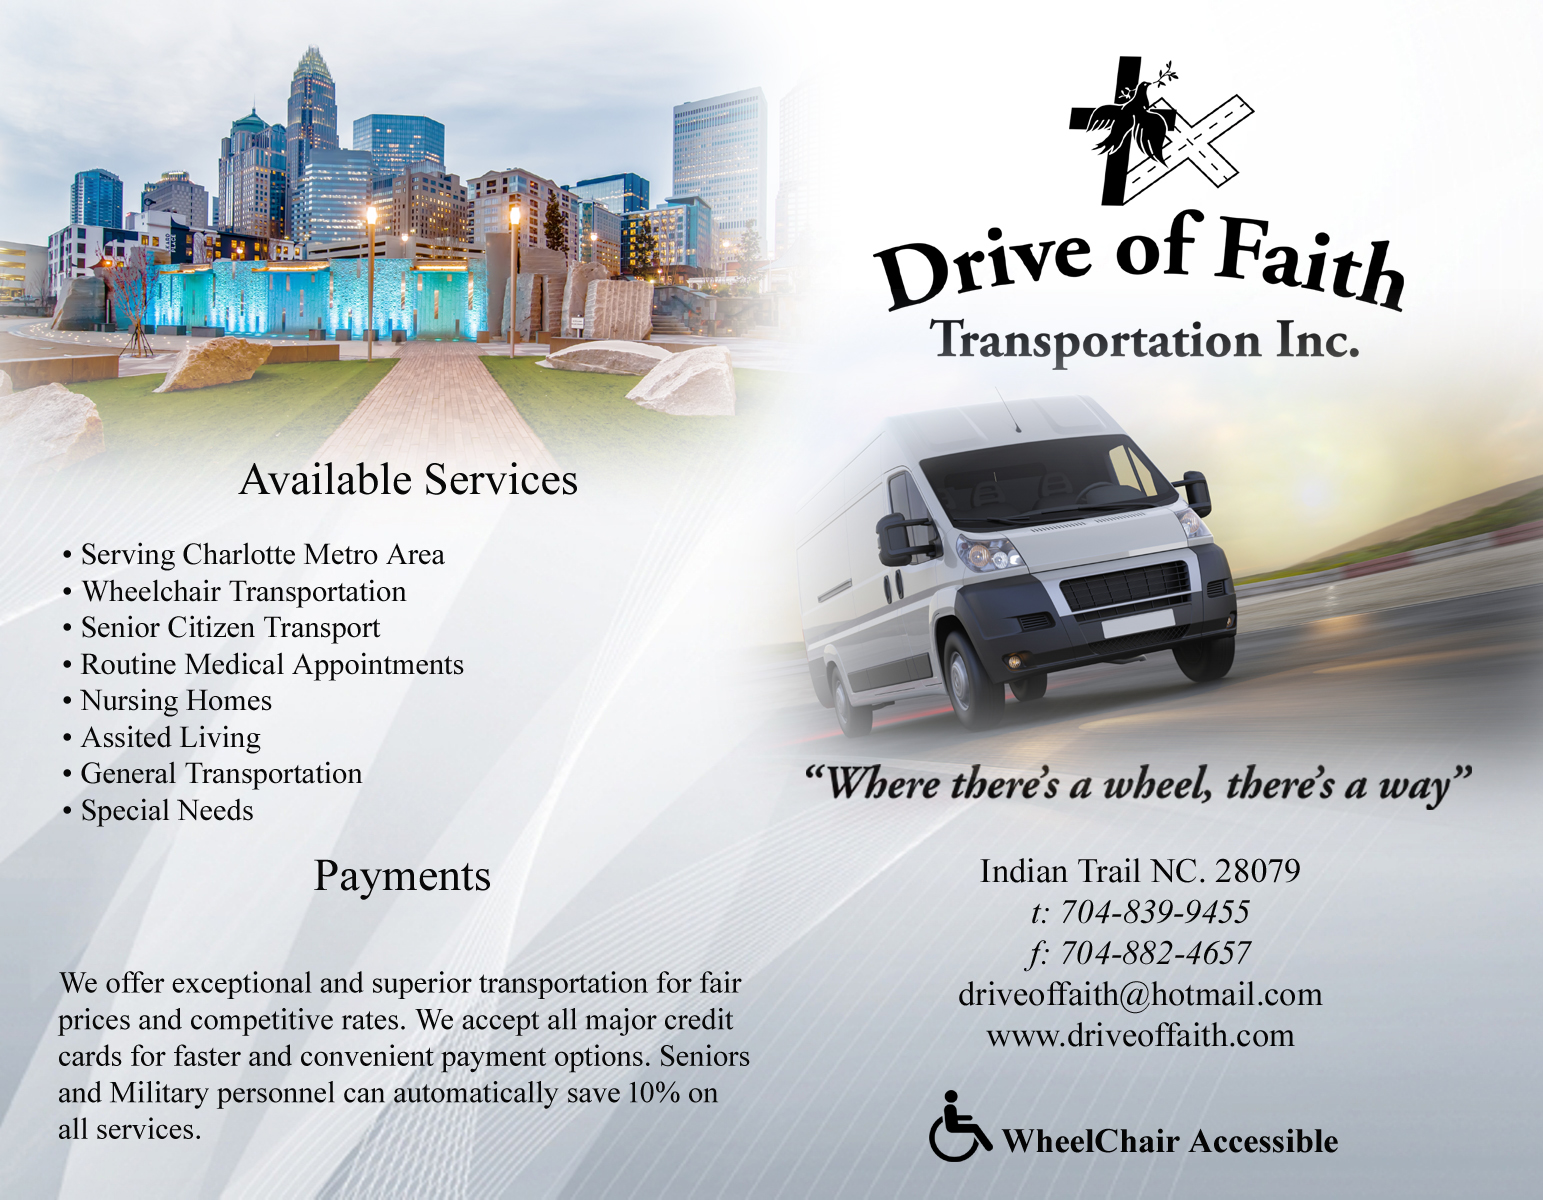 Available Services
• Serving Charlotte Metro Area
• Wheelchair Transportation
• Senior Citizen Transport
• Routine Medical Appointments
• Nursing Homes
• Assited Living
• General Transportation
• Special Needs
Payments
We offer exceptional and superior transportation for fair
prices and competitive rates. We accept all major credit
cards for faster and convenient payment options. Seniors
and Military personnel can automatically save 10% on
all services.
Drive of Faith
Transportation Inc.
“Where there’s a wheel, there’s a way”
Indian Trail NC. 28079
t: 704-839-9455
f: 704-882-4657
driveoffaith@hotmail.com
www.driveoffaith.com
WheelChair Accessible